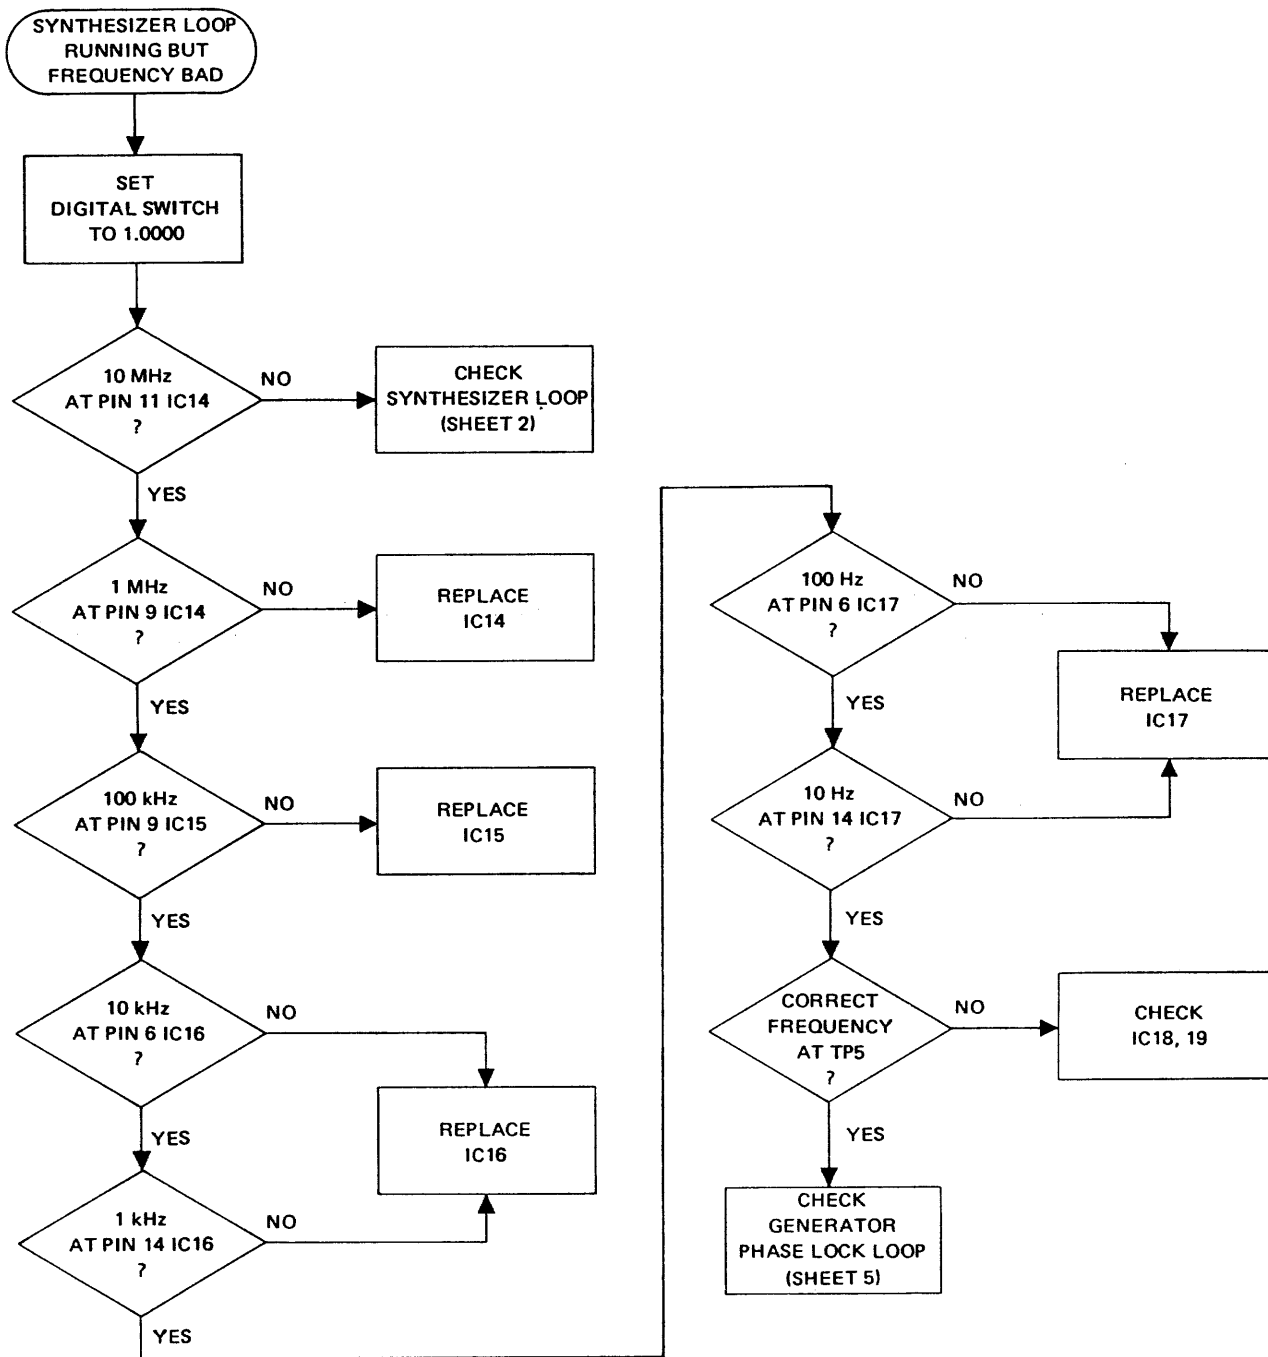 SYNTHESIZER LOOP
RUNNING BUT
FREQUENCY BAD
SET
DIGITAL SWITCH
TO 1.0000
10 MHz
AT PIN 11 IC14
?
NO
CHECK
SYNTHESIZER LOOP
(SHEET 2)
YES
1 MHz
AT PIN 9 IC14
?
NO
REPLACE
IC14
YES
100 kHz
AT PIN 9 IC15
?
NO
REPLACE
IC15
YES
10 kHz
AT PIN 6 IC16
?
NO
REPLACE
IC16
YES
1 kHz
AT PIN 14 IC16
?
NO
YES
100 Hz
AT PIN 6 IC17
?
NO
REPLACE
IC17
YES
10 Hz
AT PIN 14 IC17
?
NO
YES
CORRECT
FREQUENCY
AT TP5
?
NO
CHECK
IC18, 19
YES
CHECK
GENERATOR
PHASE LOCK LOOP
(SHEET 5)